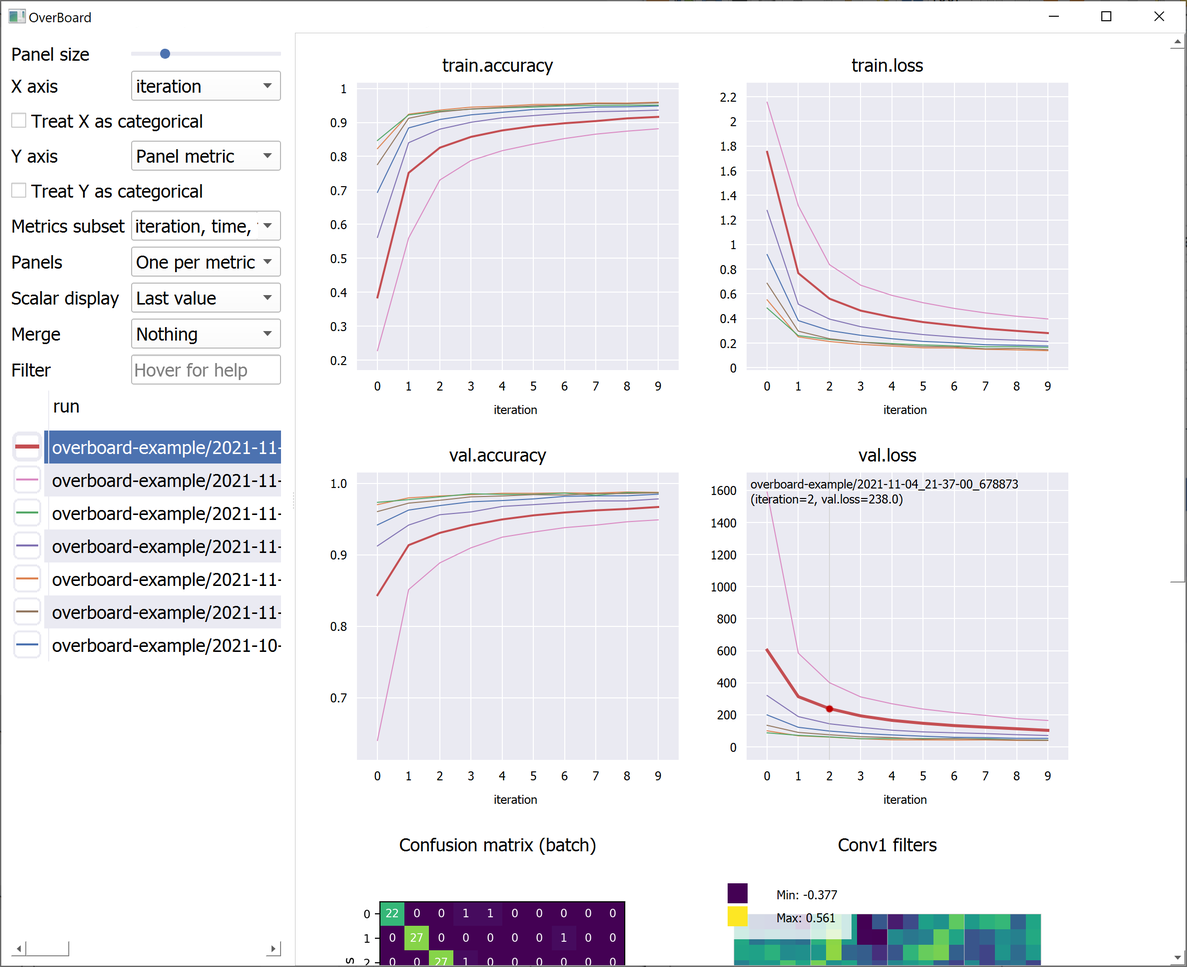 OverBoard
Panel size
X axis
iteration
Treat X as categorical
Y axis
Panel metric
Treat Y as categorical
Metrics subset
iteration, time,
Panels
One per metric
Scalar display
Last value
Merge
Nothing
Filter
Hover for help
run
overboard-example/2021-11-
overboard-example/2021-11-
overboard-example/2021-11-
overboard-example/2021-11-
overboard-example/2021-11-
overboard-example/2021-11-
overboard-example/2021-10-
train.accuracy
1
0.9
0.8
0.7
0.6
0.5
0.4
0.3
0.2
0 1 2 3 4 5 6 7 8 9
iteration
train.loss
2.2
2
1.8
1.6
1.4
1.2
1
0.8
0.6
0.4
0.2
0
0 1 2 3 4 5 6 7 8 9
iteration
val.accuracy
1.0
0.9
0.8
0.7
0 1 2 3 4 5 6 7 8 9
iteration
val.loss
overboard-example/2021-11-04_21-37-00_678873
(iteration=2, val.loss=238.0)
1600
1400
1200
1000
800
600
400
200
0
0 1 2 3 4 5 6 7 8 9
iteration
Confusion matrix (batch)
0 22 0 0 1 1 0 0 0 0 0
1 0 27 0 0 0 0 0 1 0 0
2 0 0 27 1 0 0 0 0 0 0
Conv1 filters
Min: -0.377
Max: 0.561